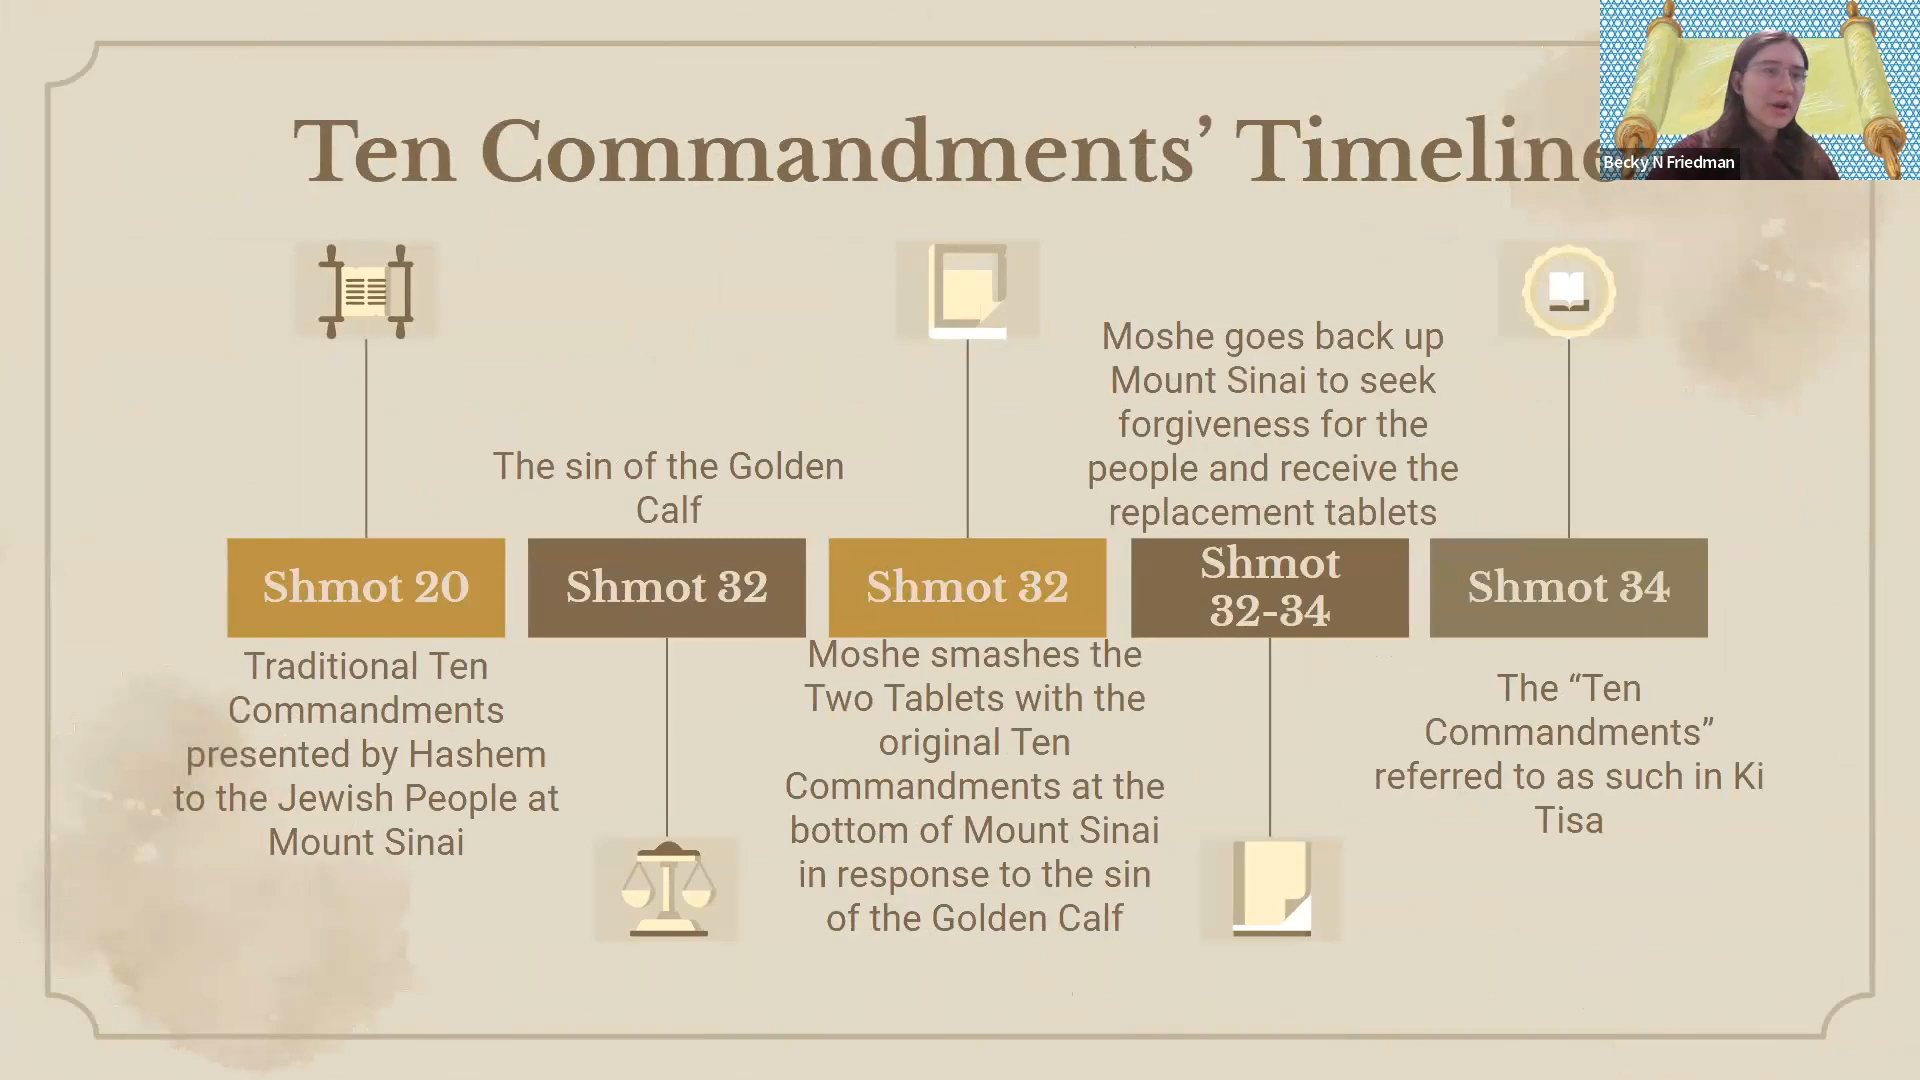 Ten Commandments’ Timeline
Becky N Friedman
Shmot 20
Traditional Ten
Commandments
presented by Hashem
to the Jewish People at
Mount Sinai
The sin of the Golden
Calf
Shmot 32
Shmot 32
Moshe smashes the
Two Tablets with the
original Ten
Commandments at the
bottom of Mount Sinai
in response to the sin
of the Golden Calf
Moshe goes back up
Mount Sinai to seek
forgiveness for the
people and receive the
replacement tablets
Shmot
32-34
Shmot 34
The “Ten
Commandments”
referred to as such in Ki
Tisa